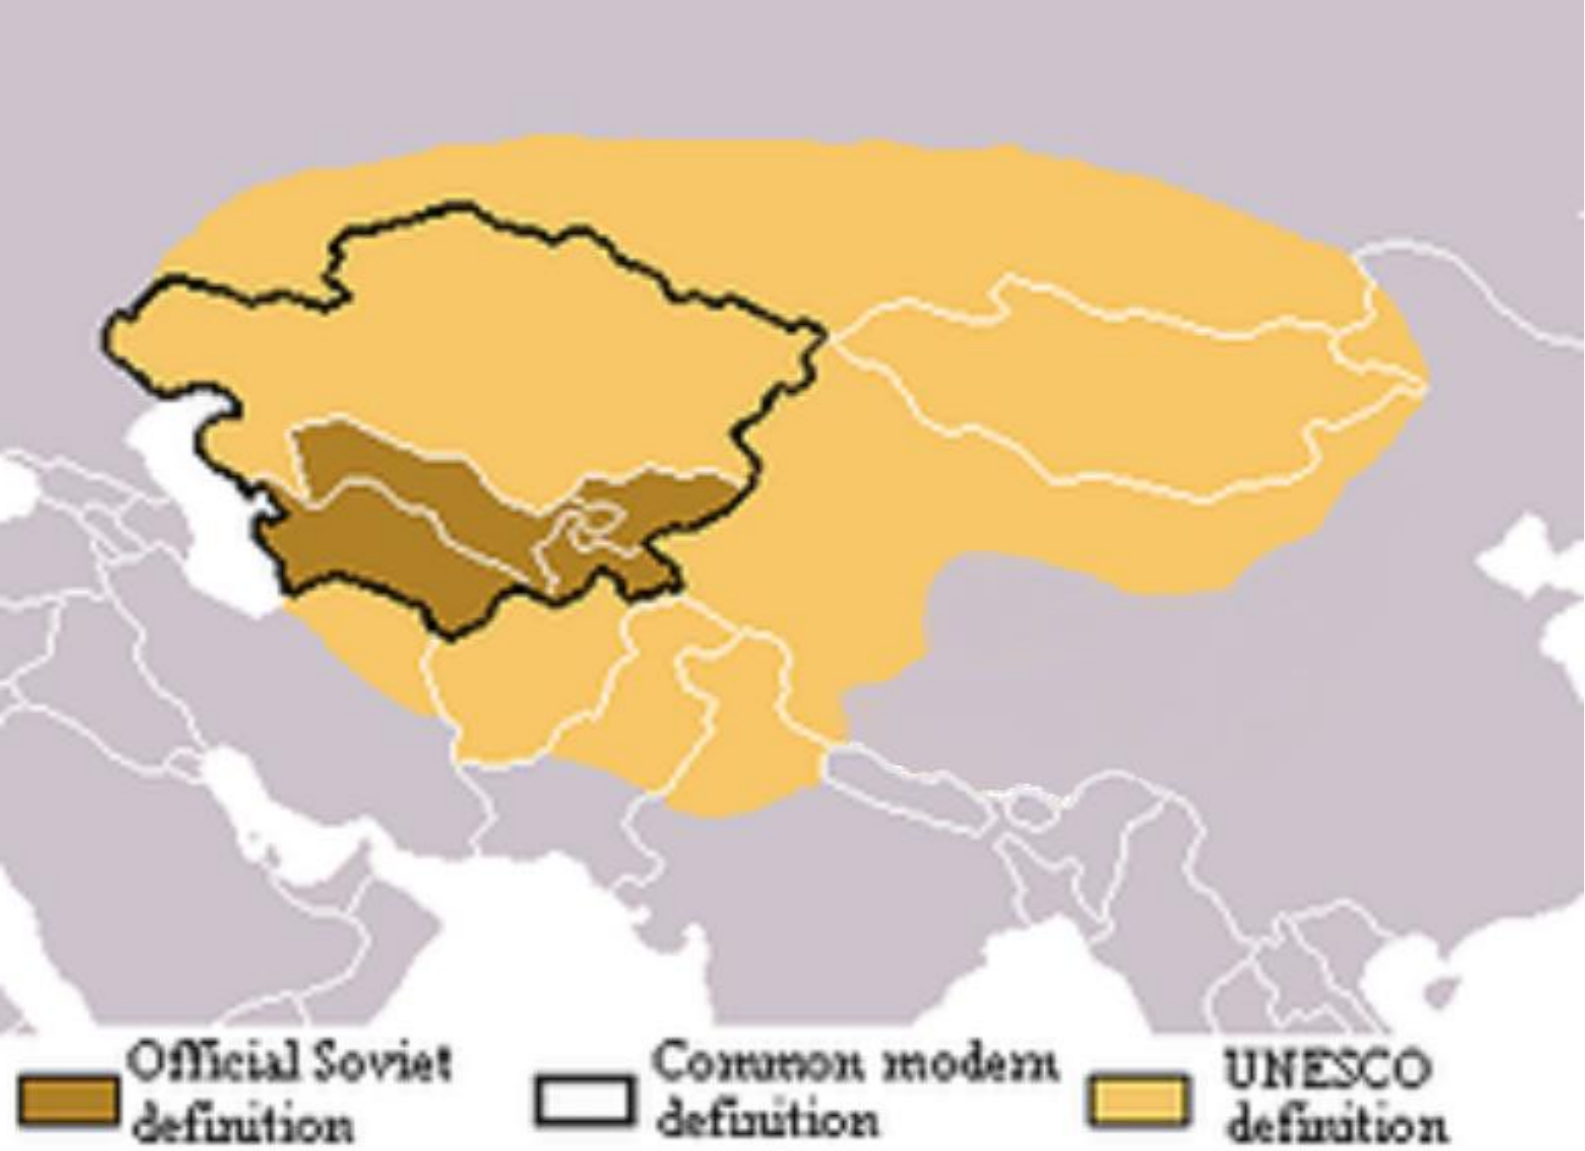 Official Soviet
definition
Common modern
definition
UNESCO
definition